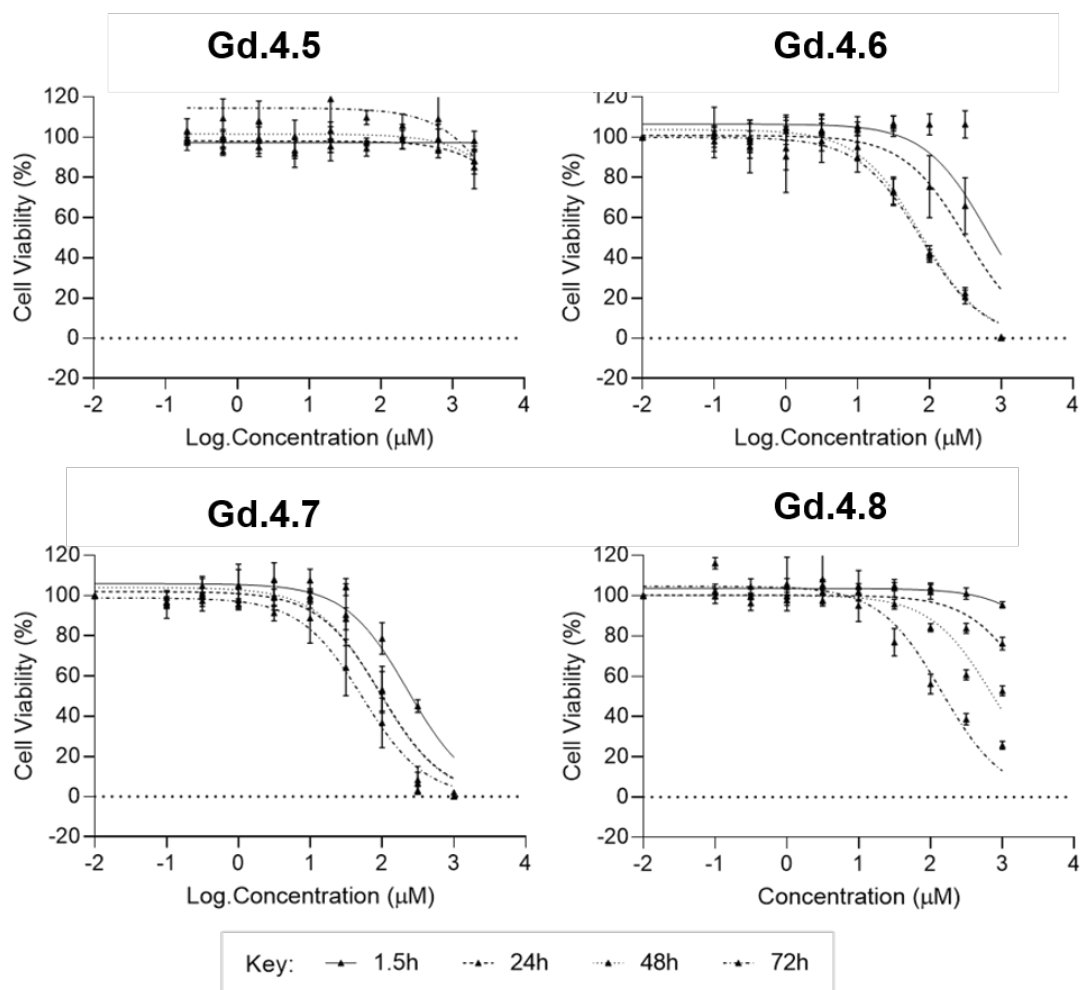 Gd.4.5
Gd.4.6
120
100
80
60
40
20
0
-20
Cell Viability (%)
-2 -1 0 1 2 3 4
Log.Concentration (μM)
120
100
80
60
40
20
0
-20
Cell Viability (%)
-2 -1 0 1 2 3 4
Log.Concentration (μM)
Gd.4.7
Gd.4.8
120
100
80
60
40
20
0
-20
Cell Viability (%)
-2 -1 0 1 2 3 4
Log.Concentration (μM)
120
100
80
60
40
20
0
-20
Cell Viability (%)
-2 -1 0 1 2 3 4
Concentration (μM)
Key: 1.5h 24h 48h 72h